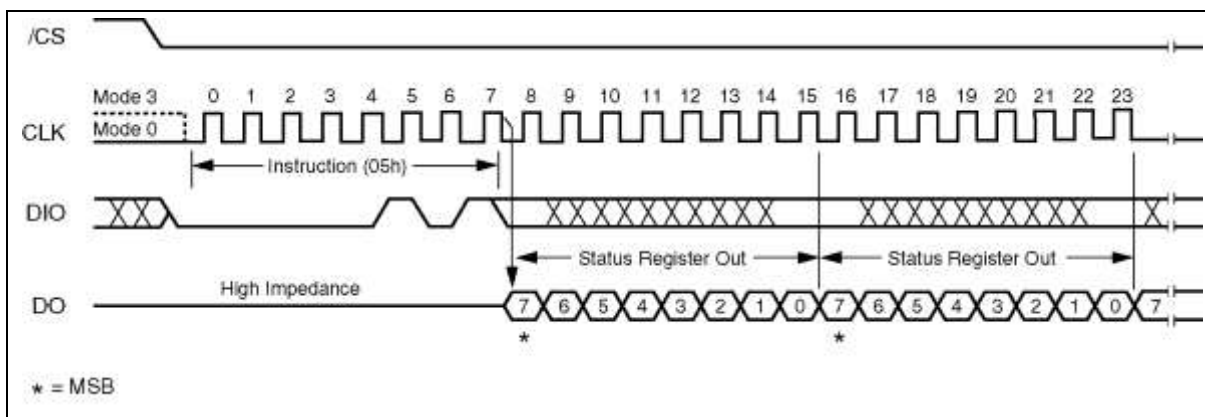 /CS
Mode 3 0 1 2 3 4 5 6 7 8 9 10 11 12 13 14 15 16 17 18 19 20 21 22 23
CLK Mode 0
Instruction (05h)
DIO
Status Register Out Status Register Out
High Impedance
DO 7 6 5 4 3 2 1 0 7 6 5 4 3 2 1 0 7
* *
* = MSB